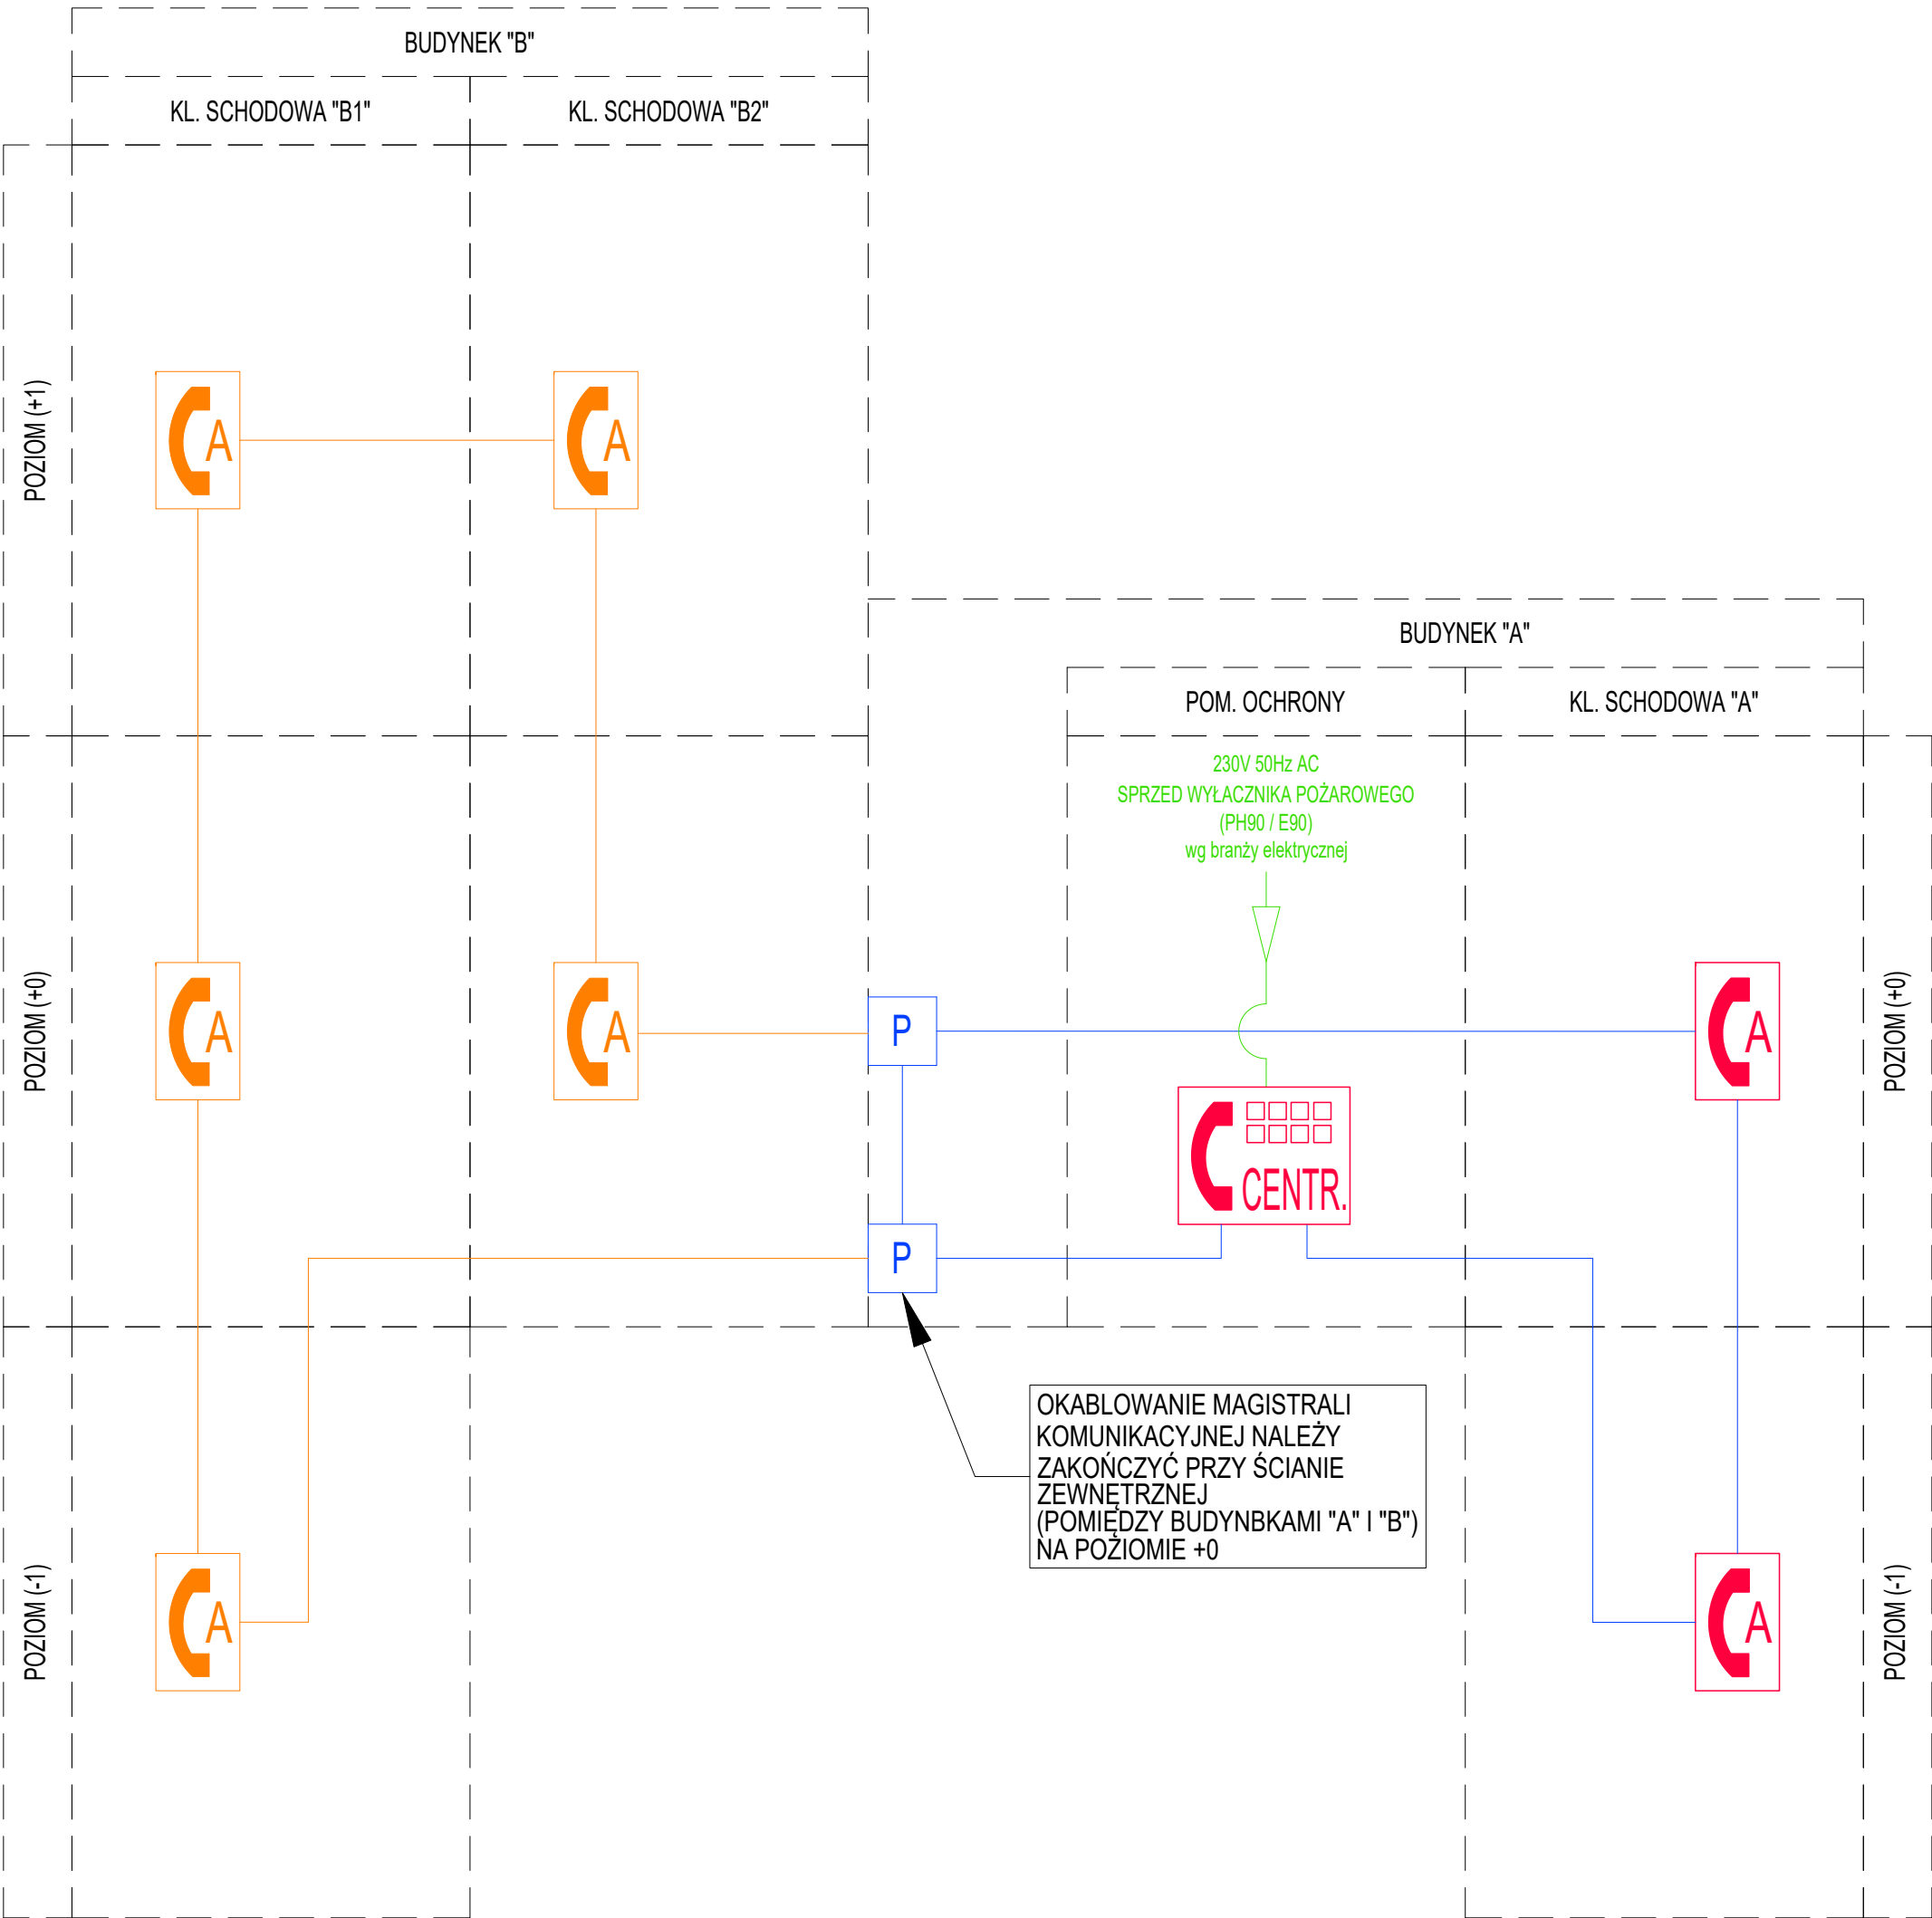 BUDYNEK "B"
KL. SCHODOWA "B1"
KL. SCHODOWA "B2"
POZIOM (+1)
A
A
BUDYNEK "A"
POM. OCHRONY
KL. SCHODOWA "A"
230V 50Hz AC
SPRZED WYŁACZNIKA POŻAROWEGO
(PH90 / E90)
wg branży elektrycznej
POZIOM (+0)
A
A
P
A
POZIOM (+0)
CENTR.
P
OKABLOWANIE MAGISTRALI
KOMUNIKACYJNEJ NALEŻY
ZAKOŃCZYĆ PRZY ŚCIANIE
ZEWNĘTRZNEJ
(POMIĘDZY BUDYNBKAMI "A" I "B")
NA POZIOMIE +0
POZIOM (-1)
A
A
POZIOM (-1)